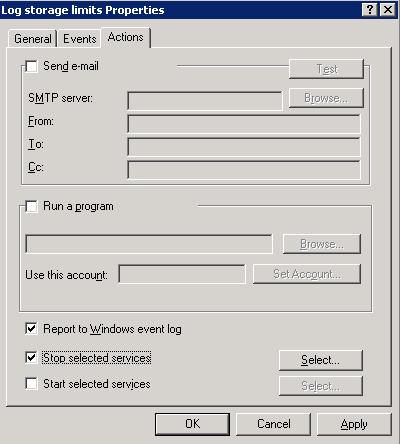 Log storage limits Properties
General Events Actions
Send e-mail
Test
SMTP server:
Browse...
From:
To:
Cc:
Run a program
Browse...
Use this account:
Set Account...
Report to Windows event log
Stop selected services
Select...
Start selected services
Select...
OK Cancel Apply